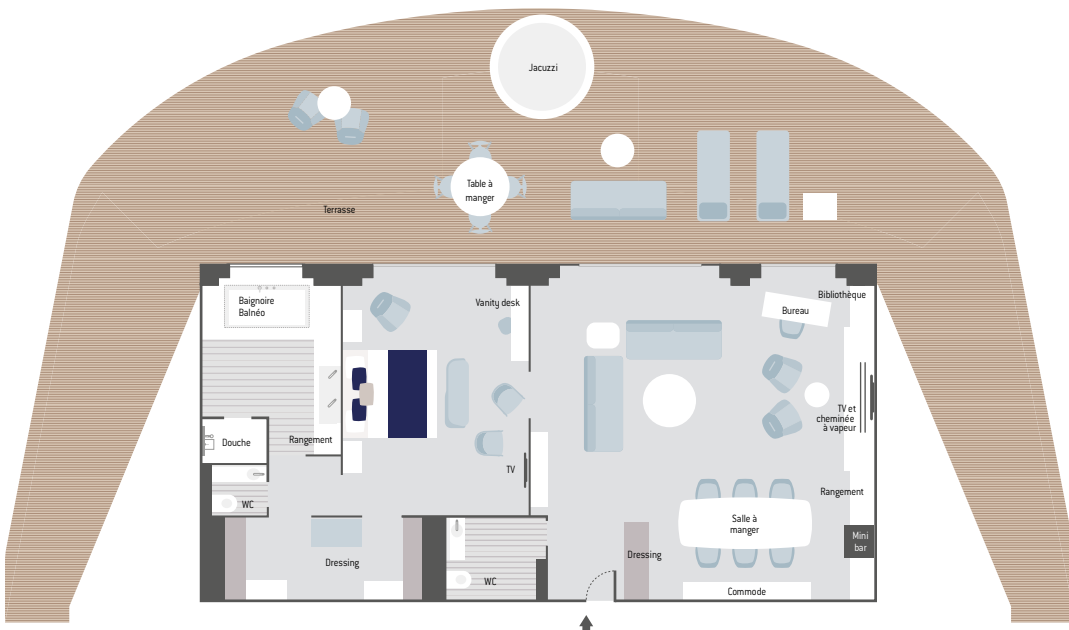 Jacuzzi
Table à
manger
Terrasse
Baignoire
Balnéo
Vanity desk
Bibliothèque
Bureau
TV et
cheminée
à vapeur
Douche
Rangement
TV
WC
Rangement
Salle à
manger
Mini
bar
Dressing
Dressing
WC
Commode